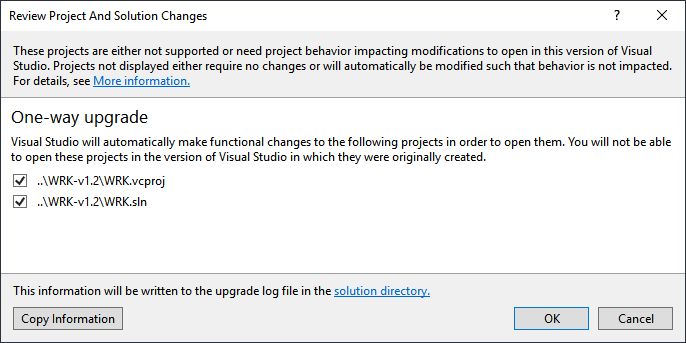 Review Project And Solution Changes
These projects are either not supported or need project behavior impacting modifications to open in this version of Visual
Studio. Projects not displayed either require no changes or will automatically be modified such that behavior is not impacted.
For details, see More information.
One-way upgrade
Visual Studio will automatically make functional changes to the following projects in order to open them. You will not be able
to open these projects in the version of Visual Studio in which they were originally created.
..\WRK-v1.2\WRK.vcproj
..\WRK-v1.2\WRK.sln
This information will be written to the upgrade log file in the solution directory.
Copy Information OK Cancel